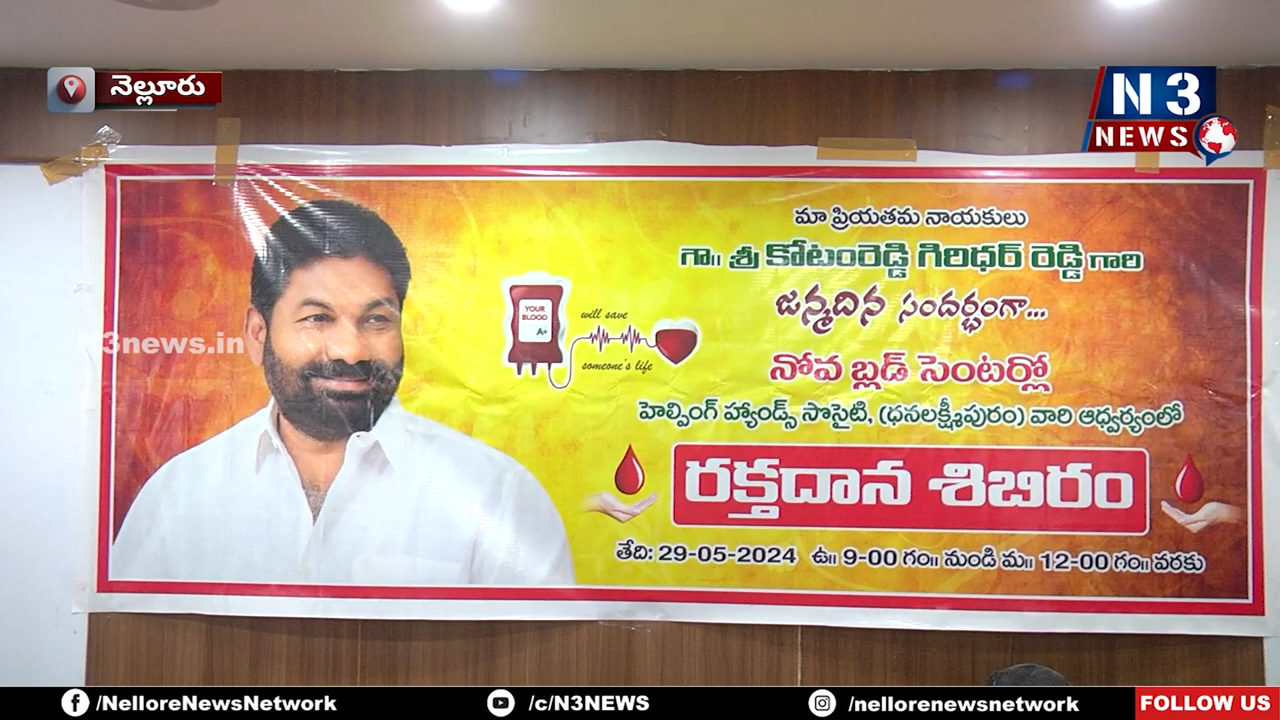 నెల్లూరు
N3
NEWS
మా ప్రియతమ నాయకులు
గా॥ శ్రీ కోటంరెడ్డి గిరిధర్ రెడ్డి గారి
జన్మదిన సందర్భంగా...
YOUR
BLOOD
A+
will save
someone's life
n3news.in
నోవ బ్లడ్ సెంటర్లో
హెల్పింగ్ హ్యాండ్స్ సొసైటి, (ధనలక్ష్మీపురం) వారి ఆధ్వర్యంలో
రక్తదాన శిబిరం
తేది: 29-05-2024 ఉ॥ 9-00 గం॥ నుండి మ॥ 12-00 గం॥ వరకు
/NelloreNewsNetwork
/c/N3NEWS
/nellorenewsnetwork
FOLLOW US